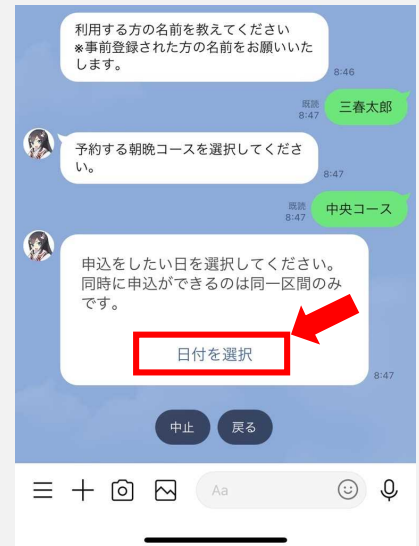 利用する方の名前を教えてください
※事前登録された方の名前をお願いいた
します。
8:46
既読
8:47
三春太郎
予約する朝晩コースを選択してくださ
い。
8:47
既読
8:47
中央コース
申込をしたい日を選択してください。
同時に申込ができるのは同一区間のみ
です。
日付を選択
8:47
中止
戻る
Aa